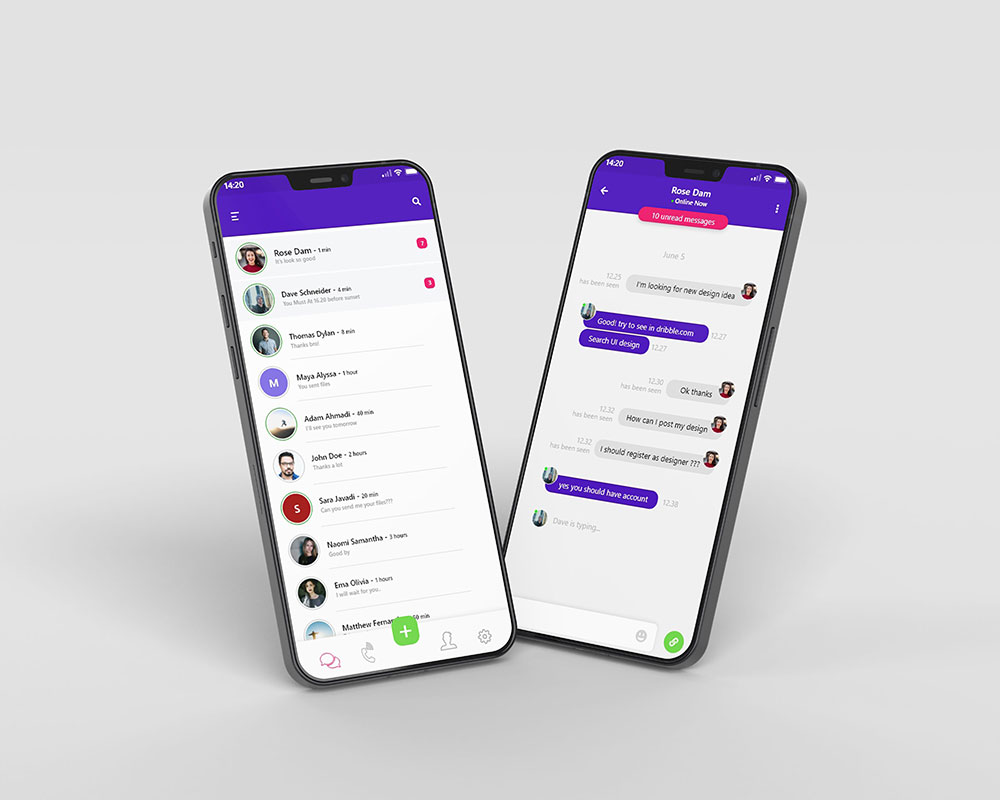 14:20
Rose Dam - 1 min
It's look so good
7
Dave Schneider - 4 min
You Must At 16.20 before sunset
3
Thomas Dylan - 8 min
Thanks bro!
M
Maya Alyssa - 1 hour
You sent files
Adam Ahmadi - 40 min
I'll see you tomorrow
John Doe - 2 hours
Thanks a lot
S
Sara Javadi - 20 min
Can you send me your files???
Naomi Samantha - 3 hours
Good by
Ema Olivia - 1 hours
I will wait for you..
14:20
Rose Dam
Online Now
10 unread messages
June 5
12.25
has been seen
I'm looking for new design idea
Good! try to see in dribble.com
12.27
Search UI design
12.27
12.30
has been seen
Ok thanks
12.32
has been seen
How can I post my design
12.32
has been seen
I should register as designer ???
yes you should have account
12.38
Dave is typing...